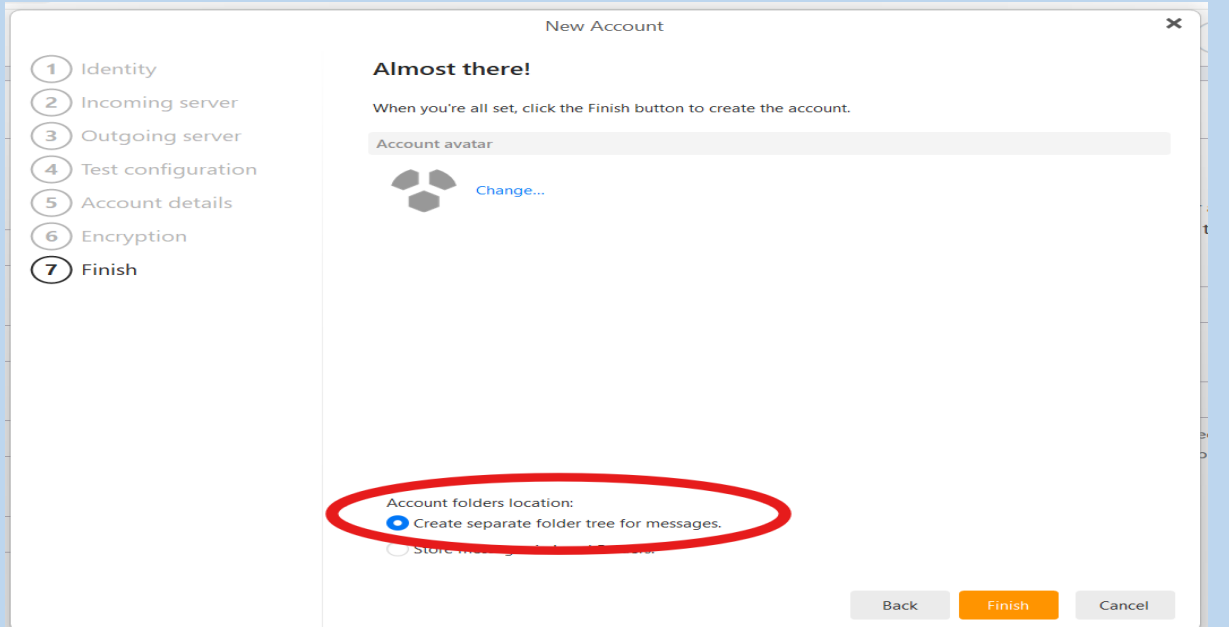 New Account
1 Identity
2 Incoming server
3 Outgoing server
4 Test configuration
5 Account details
6 Encryption
7 Finish
Almost there!
When you're all set, click the Finish button to create the account.
Account avatar
Change...
Account folders location:
Create separate folder tree for messages.
Store
Back
Finish
Cancel